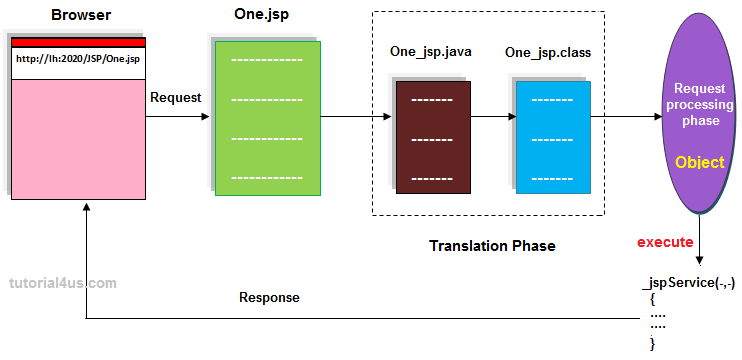 Browser
One.jsp
http://lh:2020/JSP/One.jsp
One_jsp.java
One_jsp.class
Request
Request
processing
phase
Object
Translation Phase
execute
tutorial4us.com
Response
_jspService(-,-)
{
....
....
.
}